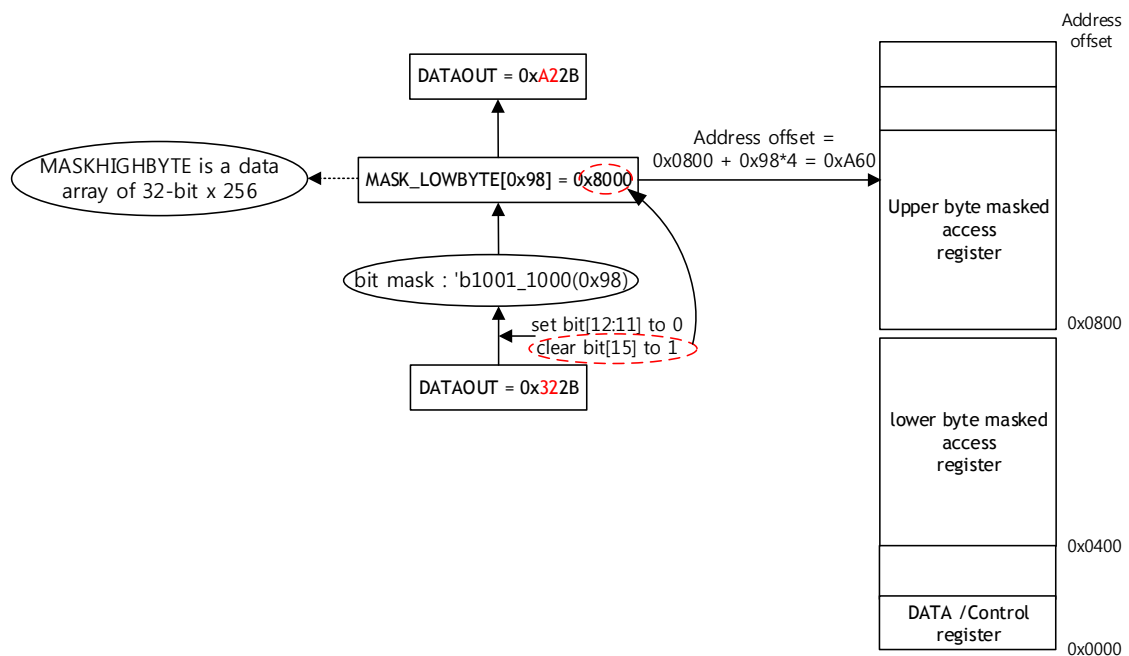 Address
offset
DATAOUT = 0xA22B
Address offset =
0x0800 + 0x98*4 = 0xA60
MASKHIGHBYTE is a data
array of 32-bit x 256
MASK_LOWBYTE[0x98] = 0x8000
Upper byte masked
access
register
bit mask : 'b1001_1000(0x98)
set bit[12:11] to 0
clear bit[15] to 1
0x0800
DATAOUT = 0x322B
lower byte masked
access
register
0x0400
DATA /Control
register
0x0000